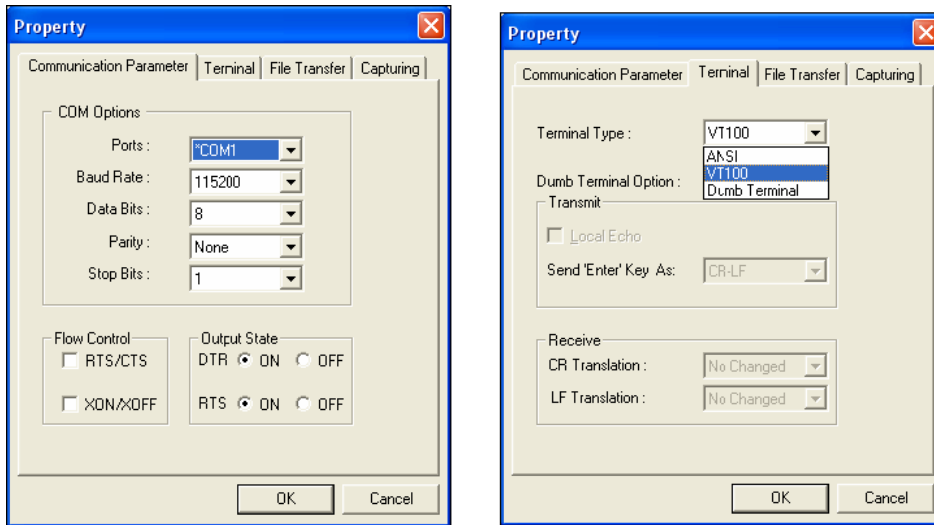 Property
Communication Parameter Terminal File Transfer Capturing
COM Options
Ports : *COM1
Baud Rate : 115200
Data Bits : 8
Parity : None
Stop Bits : 1
Flow Control
RTS/CTS
XON/XOFF
Output State
DTR ON OFF
RTS ON OFF
OK Cancel
Property
Communication Parameter Terminal File Transfer Capturing
Terminal Type : VT100
ANSI
VT100
Dumb Terminal
Dumb Terminal Option :
Transmit
Local Echo
Send 'Enter' Key As: CR-LF
Receive
CR Translation : No Changed
LF Translation : No Changed
OK Cancel